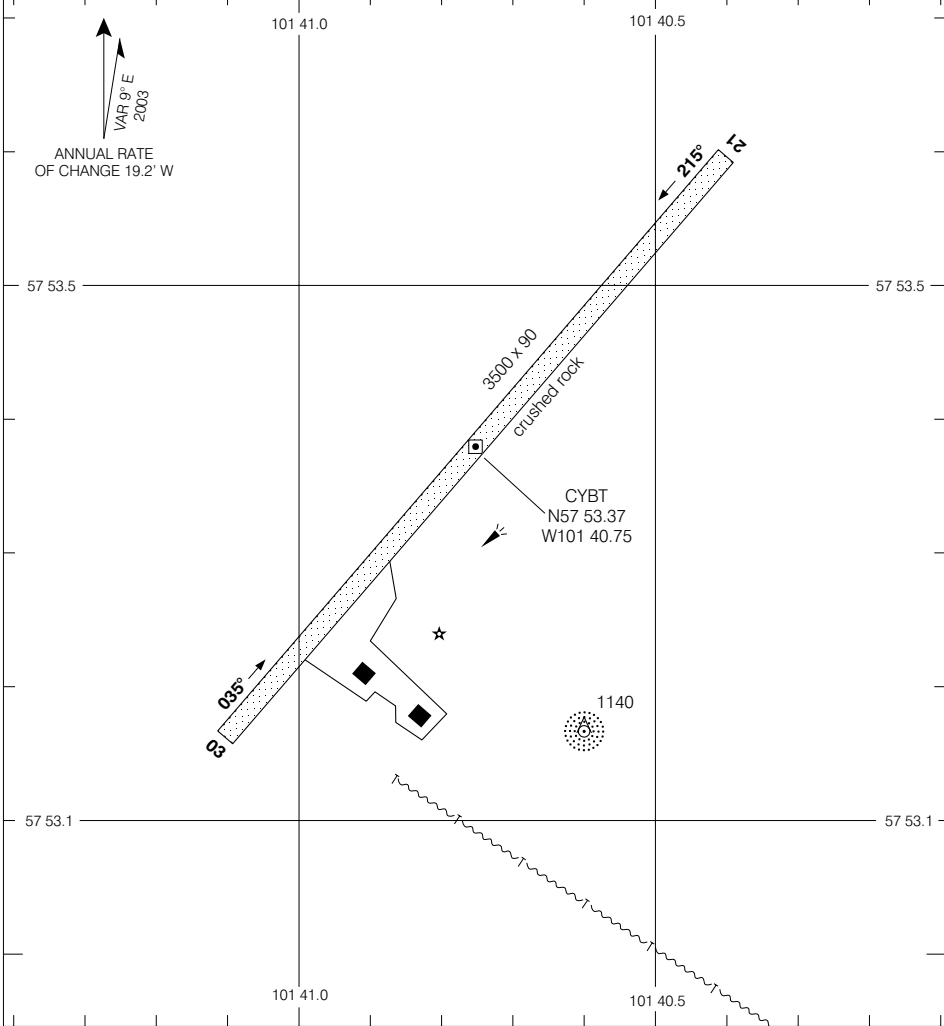 101 41.0
101 40.5
VAR 9° E
2003
ANNUAL RATE
OF CHANGE 19.2' W
21
215°
57 53.5
57 53.5
3500 x 90
crushed rock
CYBT
N57 53.37
W101 40.75
035°
03
1140
57 53.1
57 53.1
101 41.0
101 40.5